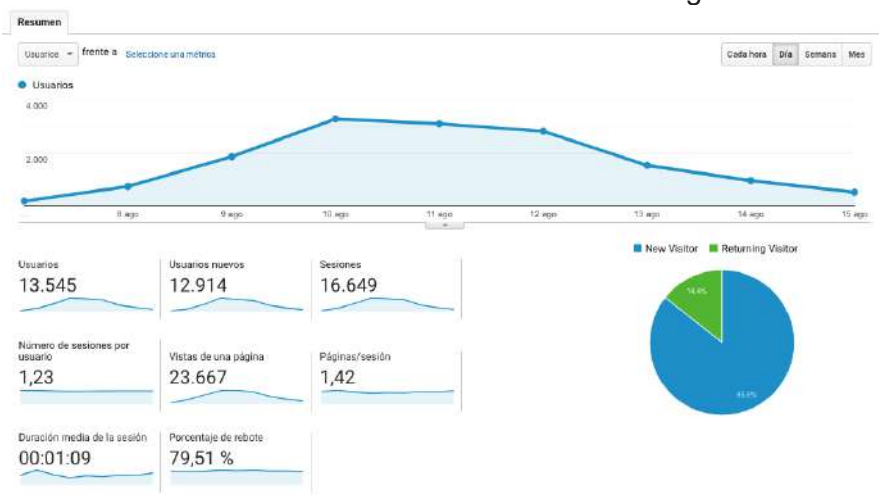 Resumen
Usuarios frente a Seleccione una métrica
Cada hora Día Semana Mes
Usuarios
4.000
2.000
8 ago 9 ago 10 ago 11 ago 12 ago 13 ago 14 ago 15 ago
New Visitor Returning Visitor
Usuarios
13.545
Usuarios nuevos
12.914
Sesiones
16.649
Número de sesiones por
usuario
1,23
Vistas de una página
23.667
Páginas/sesión
1,42
Duración media de la sesión
00:01:09
Porcentaje de rebote
79,51 %